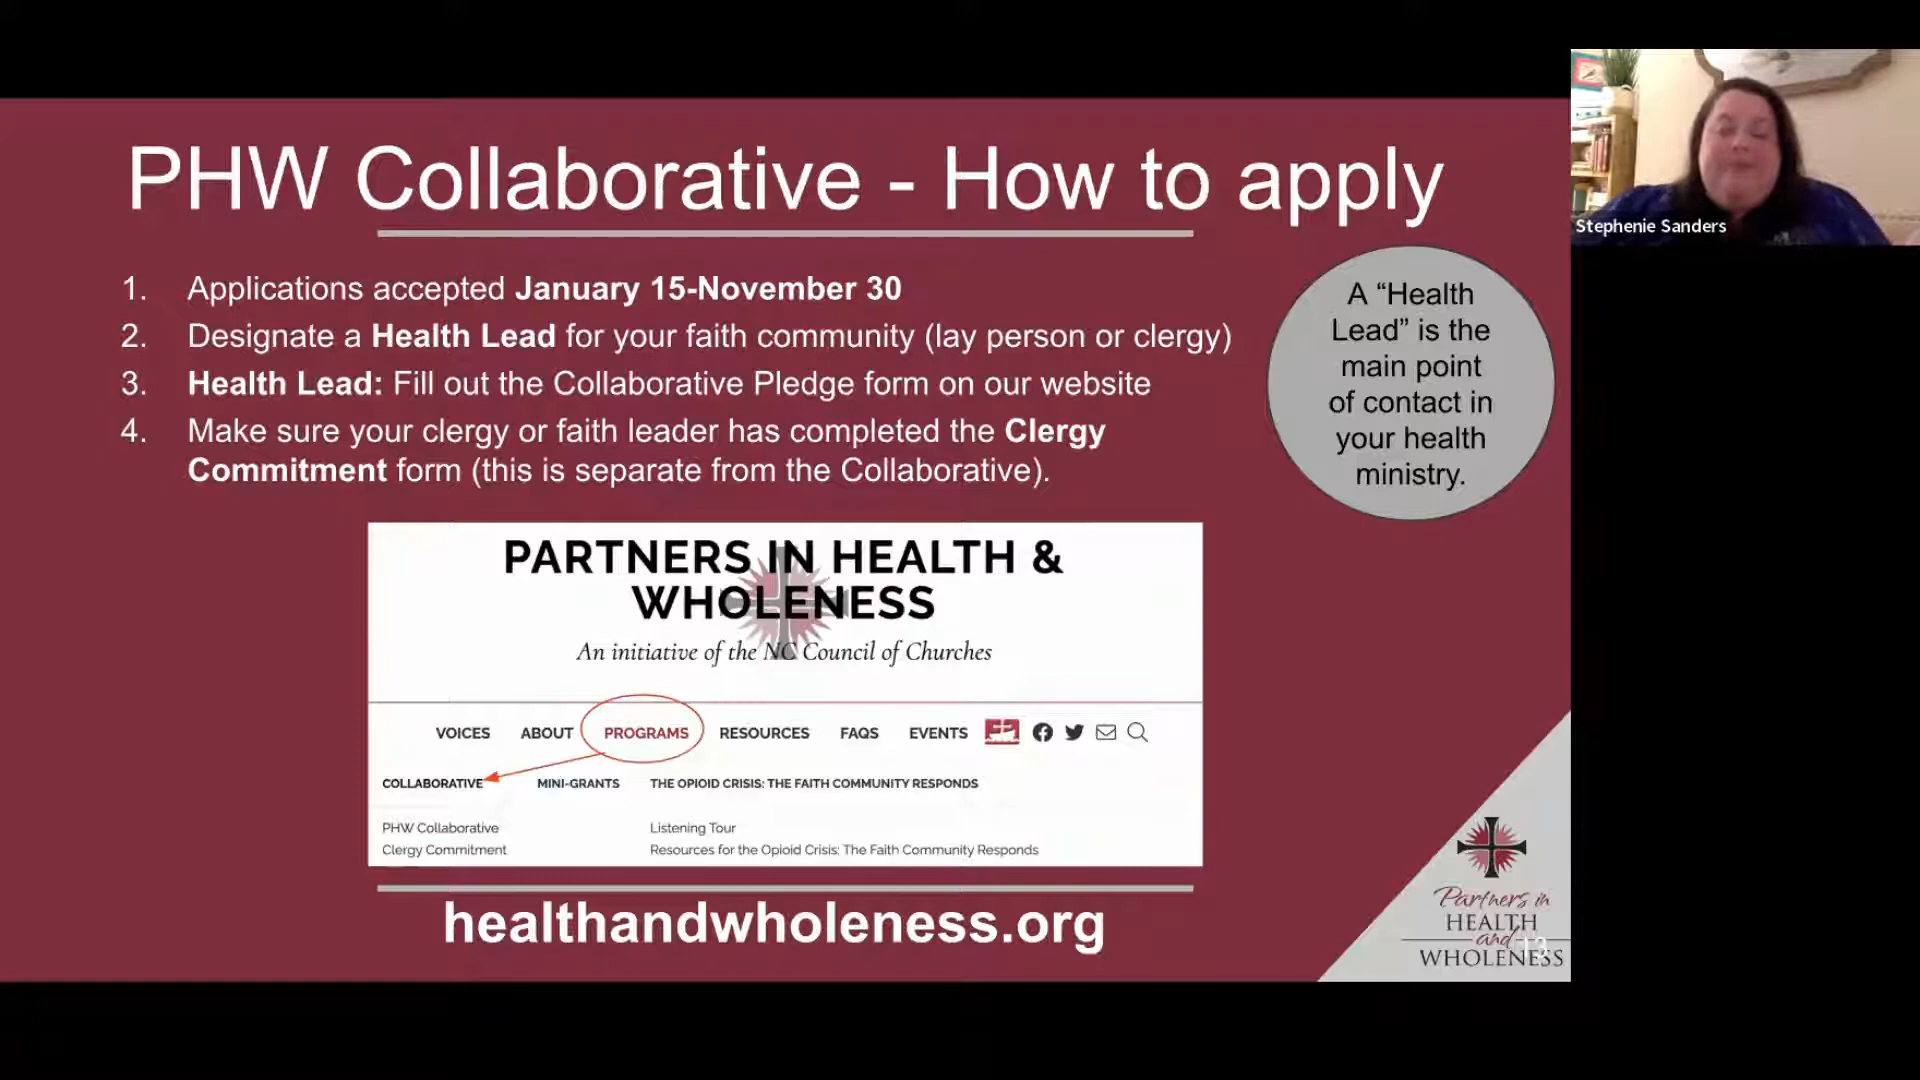 PHW Collaborative - How to apply
Stephenie Sanders
1. Applications accepted January 15-November 30
2. Designate a Health Lead for your faith community (lay person or clergy)
3. Health Lead: Fill out the Collaborative Pledge form on our website
4. Make sure your clergy or faith leader has completed the Clergy
Commitment form (this is separate from the Collaborative).
A “Health
Lead” is the
main point
of contact in
your health
ministry.
PARTNERS IN HEALTH &
WHOLENESS
An initiative of the NC Council of Churches
VOICES ABOUT PROGRAMS RESOURCES FAQS EVENTS
COLLABORATIVE MINI-GRANTS THE OPIOID CRISIS: THE FAITH COMMUNITY RESPONDS
PHW Collaborative Listening Tour
Clergy Commitment Resources for the Opioid Crisis: The Faith Community Responds
healthandwholeness.org
Partners in
HEALTH
and
WHOLENESS
13